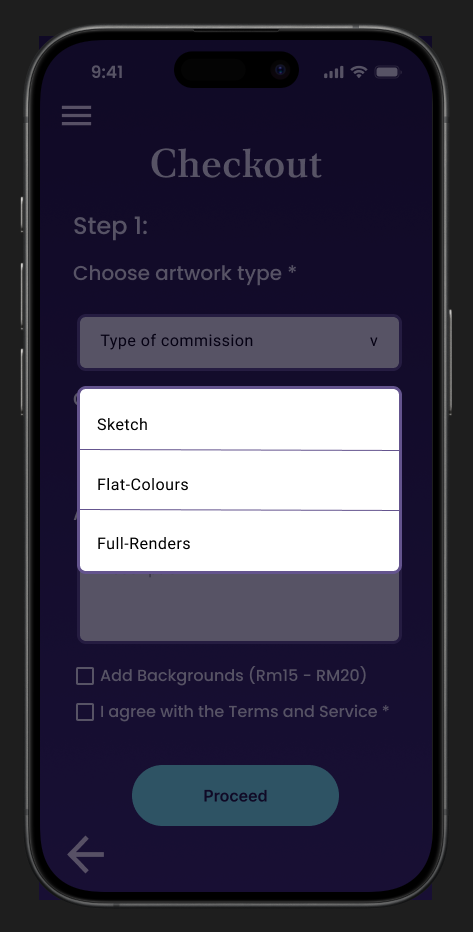 9:41
Checkout
Step 1:
Choose artwork type *
Type of commission v
Sketch
Flat-Colours
Full-Renders
Add Backgrounds (Rm15 - RM20)
I agree with the Terms and Service *
Proceed